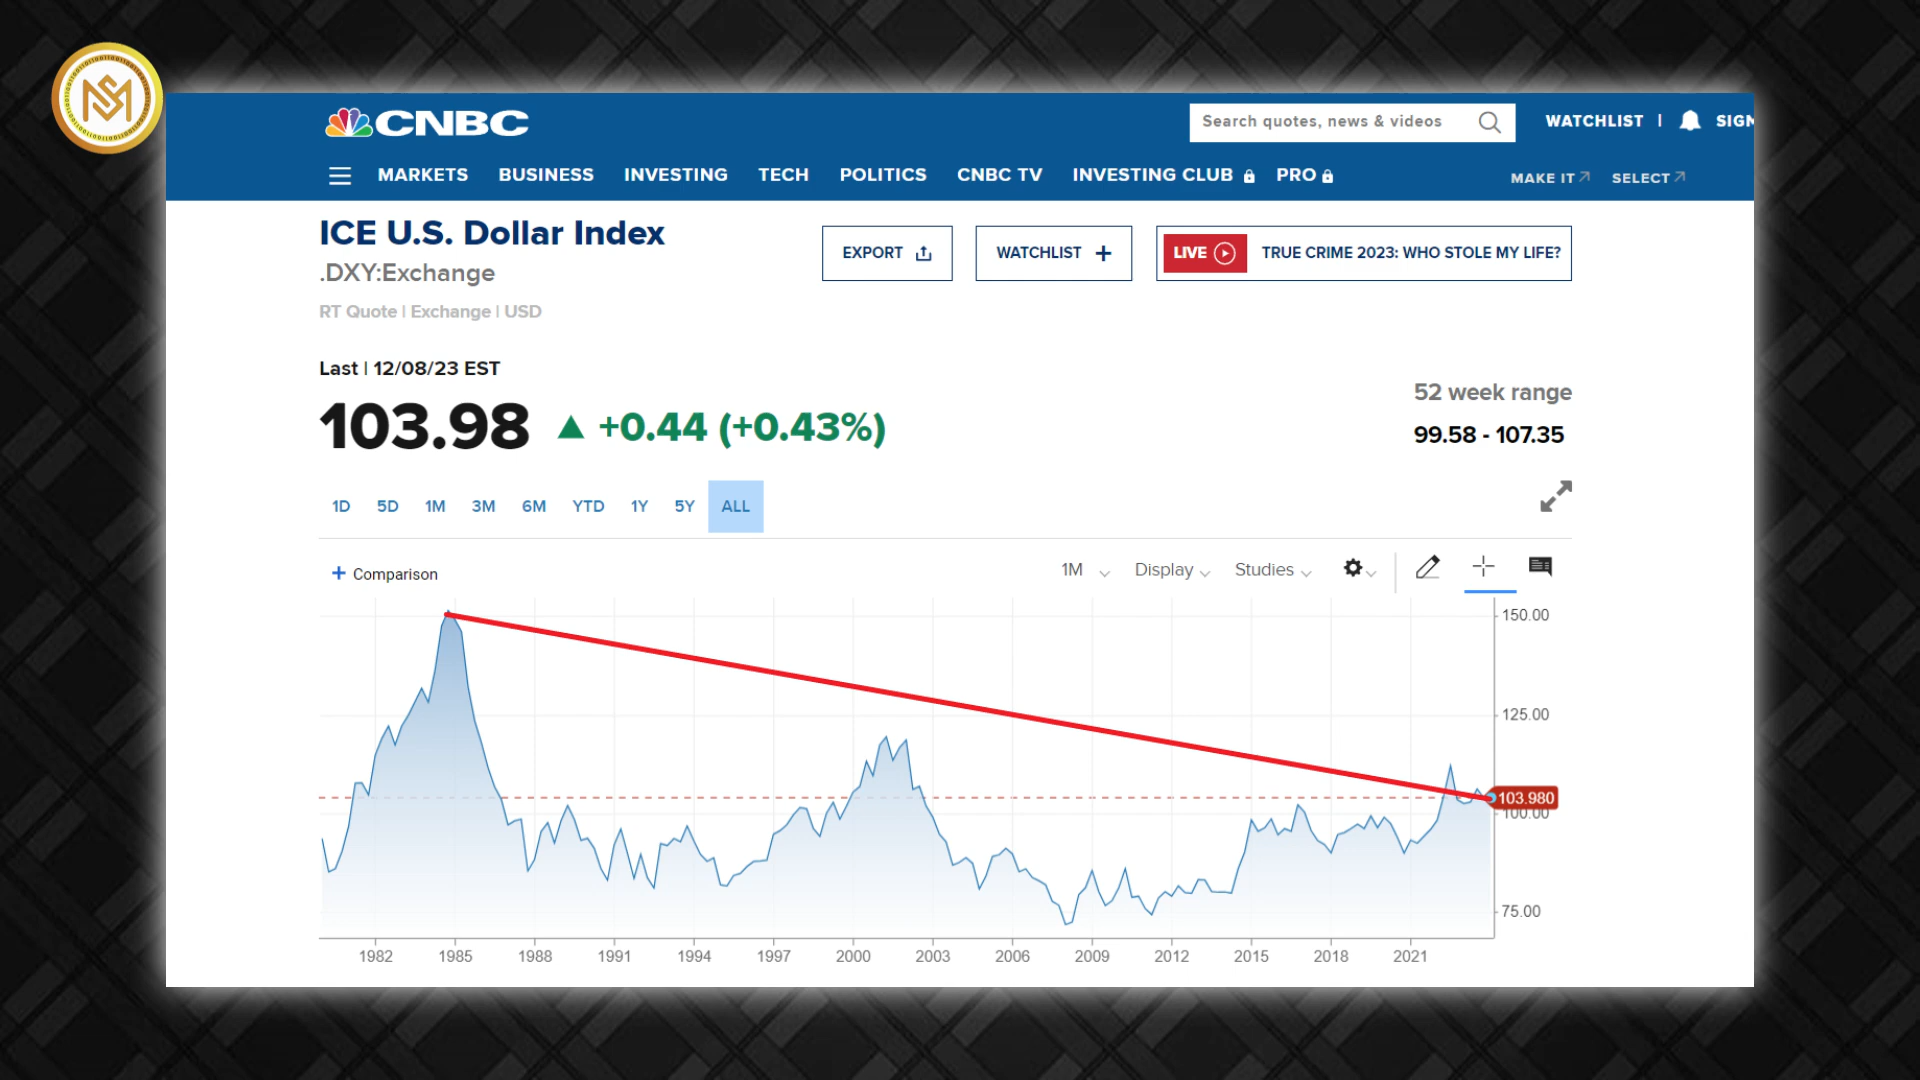 CNBC
Search quotes, news & videos
WATCHLIST | SIGN
MARKETS BUSINESS INVESTING TECH POLITICS CNBC TV INVESTING CLUB PRO
MAKE IT SELECT
ICE U.S. Dollar Index
.DXY:Exchange
RT Quote | Exchange | USD
EXPORT
WATCHLIST +
LIVE TRUE CRIME 2023: WHO STOLE MY LIFE?
Last | 12/08/23 EST
103.98 ▲ +0.44 (+0.43%)
52 week range
99.58 - 107.35
1D 5D 1M 3M 6M YTD 1Y 5Y ALL
+ Comparison
1M Display Studies
150.00
125.00
103.980
100.00
75.00
1982 1985 1988 1991 1994 1997 2000 2003 2006 2009 2012 2015 2018 2021